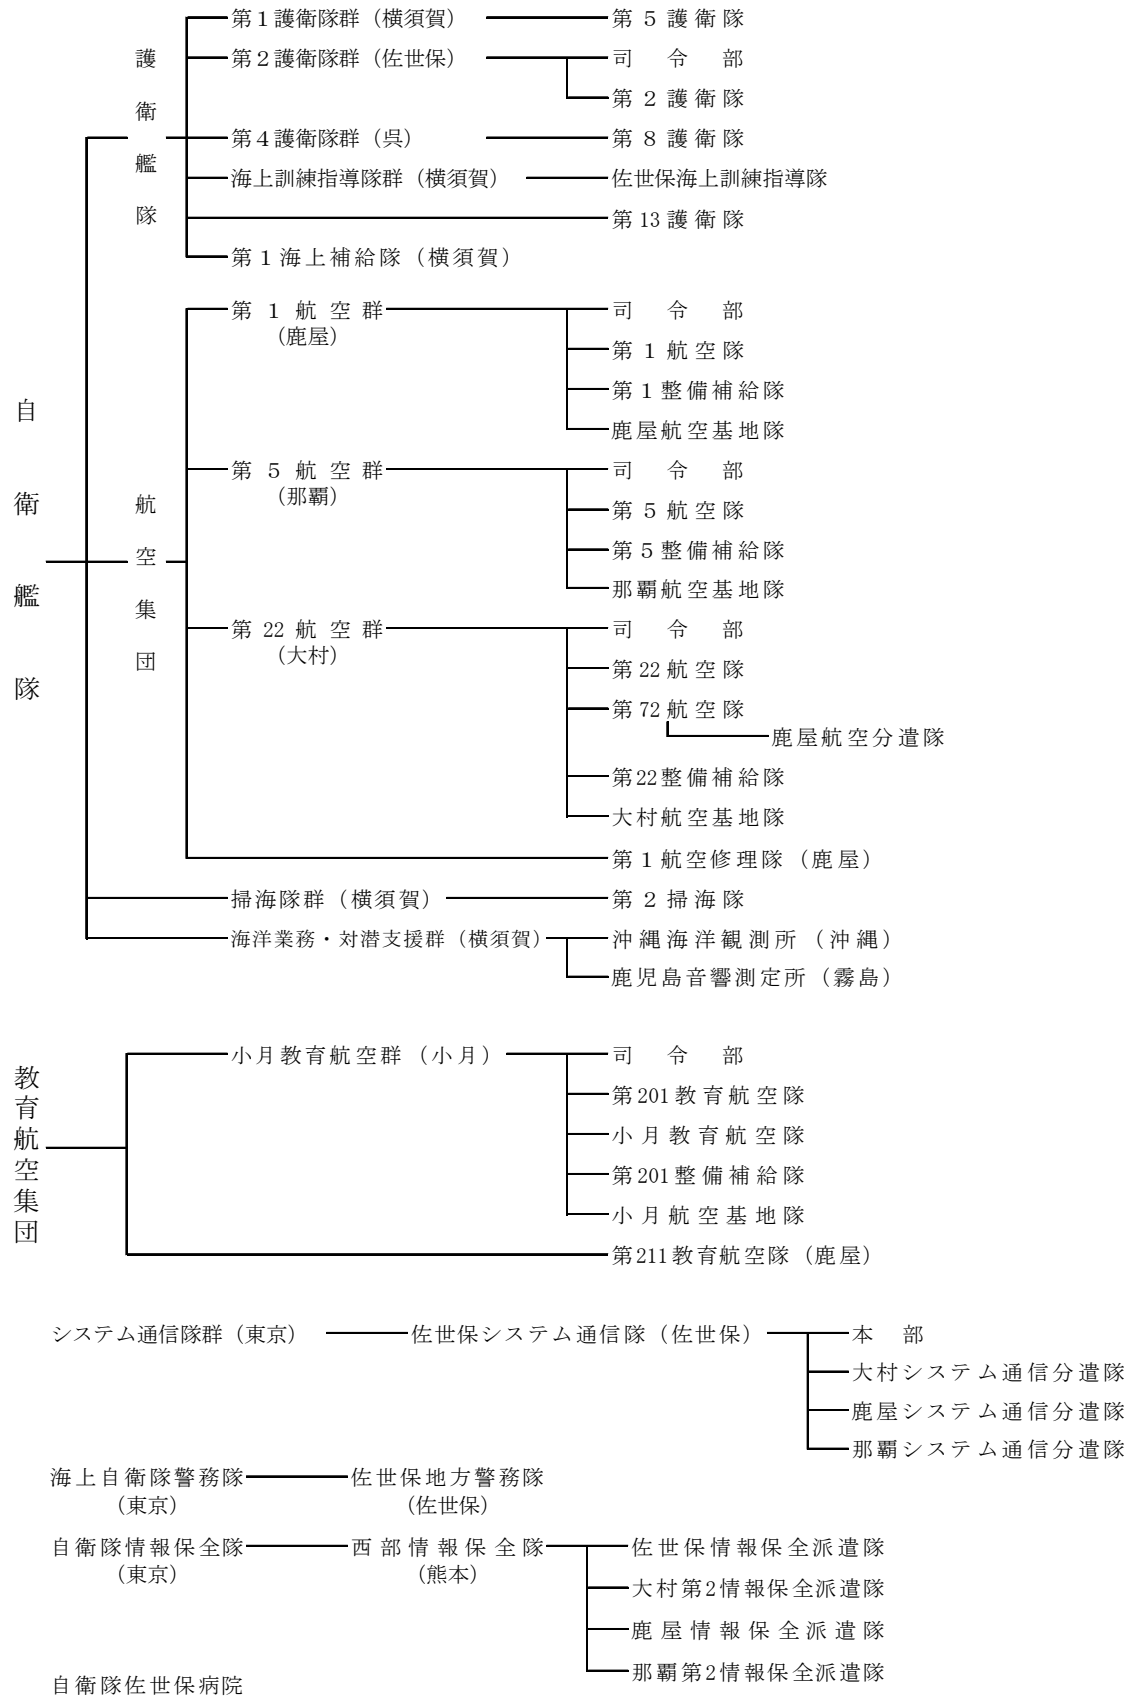 自衛艦隊
護衛艦隊
第１護衛隊群（横須賀） 第５護衛隊
第２護衛隊群（佐世保） 司令部
第２護衛隊
第４護衛隊群（呉） 第８護衛隊
海上訓練指導隊群（横須賀） 佐世保海上訓練指導隊
第13護衛隊
第１海上補給隊（横須賀）
航空集団
第１航空群 司令部
（鹿屋）
第１航空隊
第１整備補給隊
鹿屋航空基地隊
第５航空群 司令部
（那覇）
第５航空隊
第５整備補給隊
那覇航空基地隊
第22航空群 司令部
（大村）
第22航空隊
第72航空隊
鹿屋航空分遣隊
第22整備補給隊
大村航空基地隊
第１航空修理隊（鹿屋）
掃海隊群（横須賀） 第２掃海隊
海洋業務・対潜支援群（横須賀） 沖縄海洋観測所（沖縄）
鹿児島音響測定所（霧島）
教育航空集団
小月教育航空群（小月） 司令部
第201教育航空隊
小月教育航空隊
第201整備補給隊
小月航空基地隊
第211教育航空隊（鹿屋）
システム通信隊群（東京） 佐世保システム通信隊（佐世保） 本部
大村システム通信分遣隊
鹿屋システム通信分遣隊
那覇システム通信分遣隊
海上自衛隊警務隊 佐世保地方警務隊
（東京） （佐世保）
自衛隊情報保全隊 西部情報保全隊 佐世保情報保全派遣隊
（東京） （熊本）
大村第2情報保全派遣隊
鹿屋情報保全派遣隊
那覇第2情報保全派遣隊
自衛隊佐世保病院